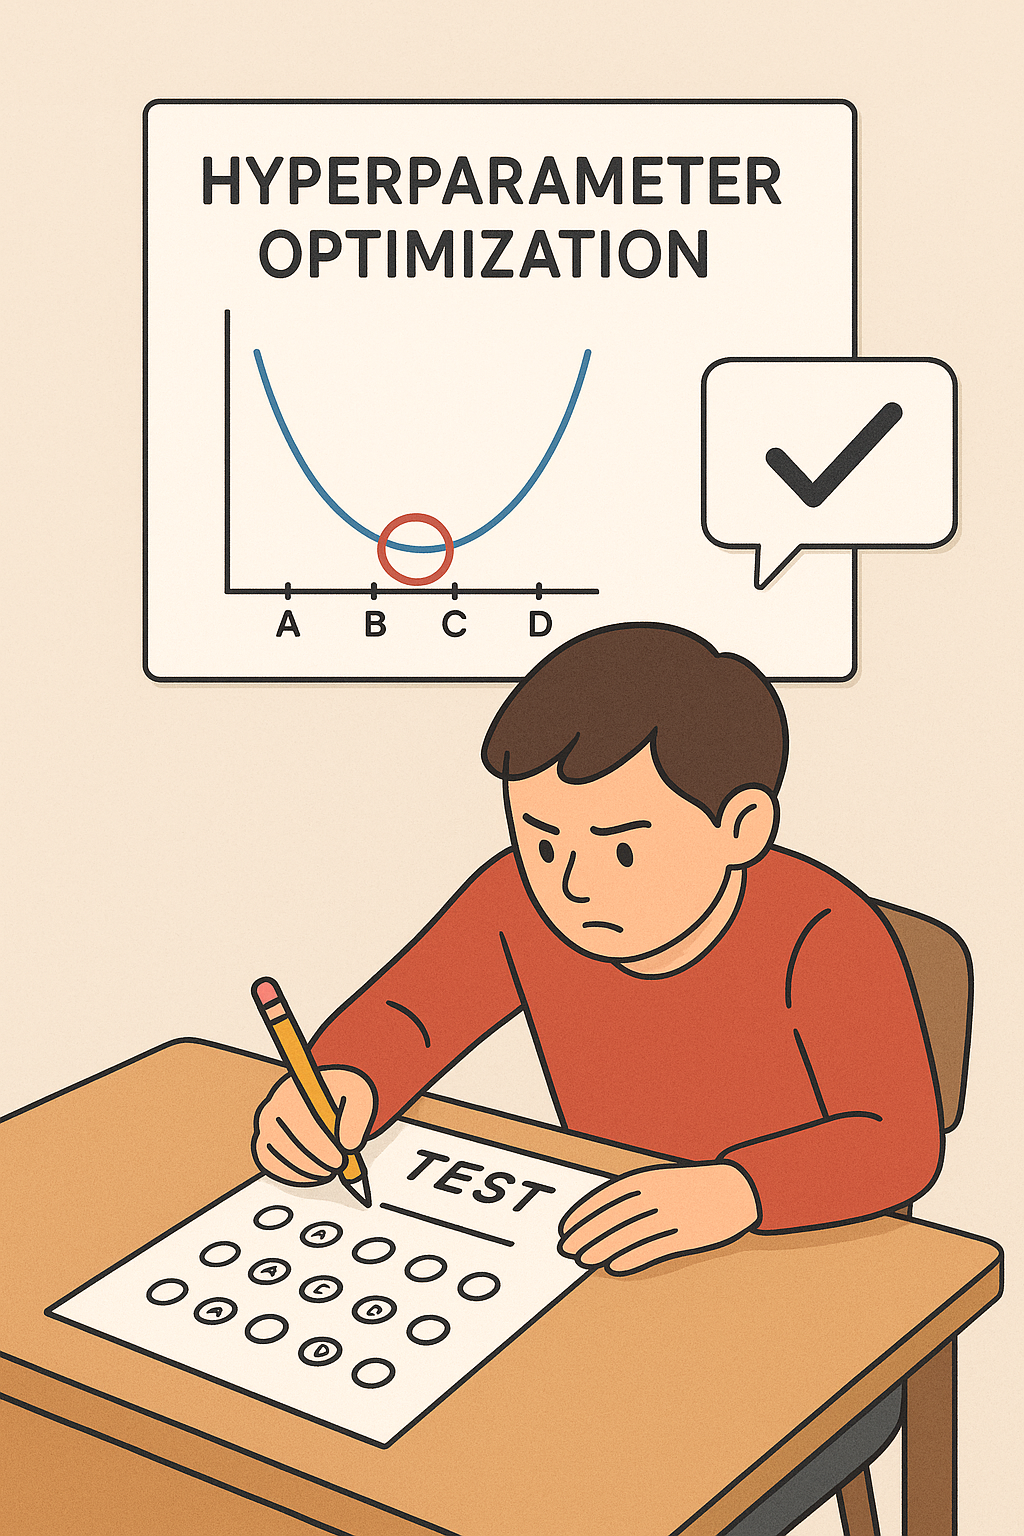 HYPERPARAMETER
OPTIMIZATION
A B C D
TEST
A
A C
D